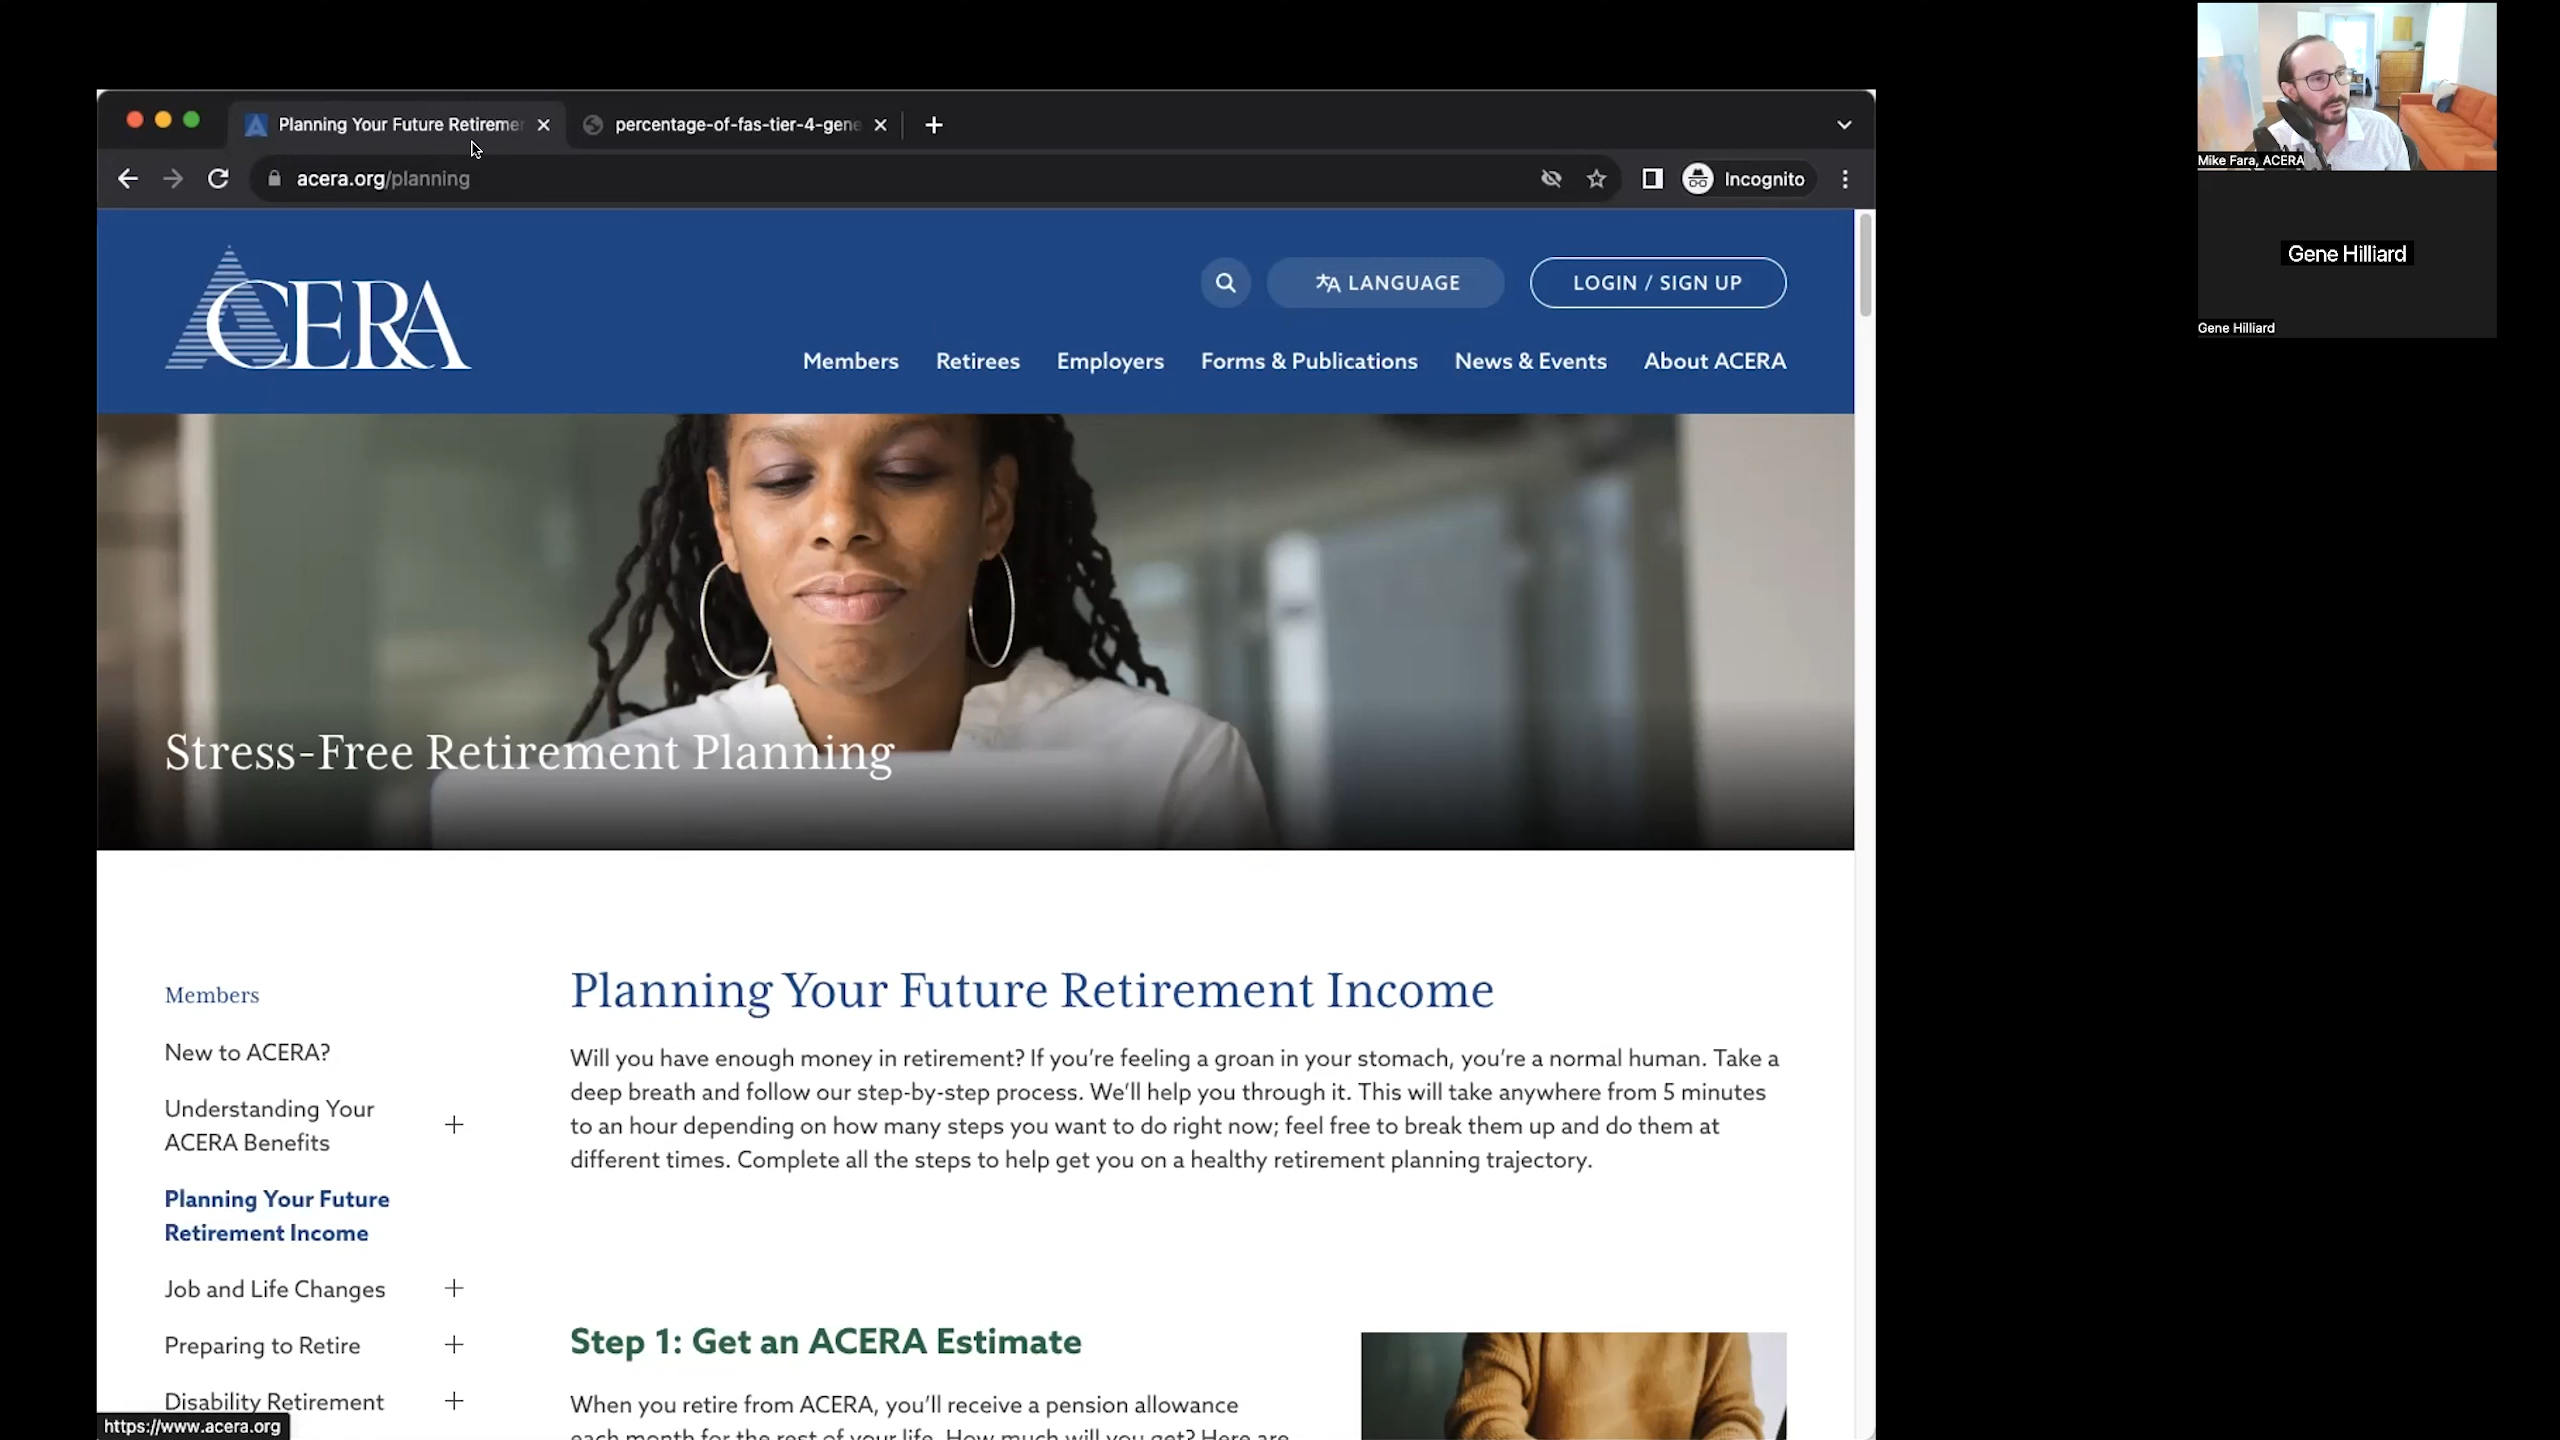 Planning Your Future Retiremen
percentage-of-fas-tier-4-gene
acera.org/planning
Incognito
ACERA
LANGUAGE
LOGIN / SIGN UP
Members
Retirees
Employers
Forms & Publications
News & Events
About ACERA
Stress-Free Retirement Planning
Members
New to ACERA?
Understanding Your
ACERA Benefits
Planning Your Future
Retirement Income
Job and Life Changes
Preparing to Retire
Disability Retirement
https://www.acera.org
Planning Your Future Retirement Income
Will you have enough money in retirement? If you’re feeling a groan in your stomach, you’re a normal human. Take a
deep breath and follow our step-by-step process. We’ll help you through it. This will take anywhere from 5 minutes
to an hour depending on how many steps you want to do right now; feel free to break them up and do them at
different times. Complete all the steps to help get you on a healthy retirement planning trajectory.
Step 1: Get an ACERA Estimate
When you retire from ACERA, you’ll receive a pension allowance
each month for the rest of your life. How much will you get? Here are
Mike Fara, ACERA
Gene Hilliard
Gene Hilliard